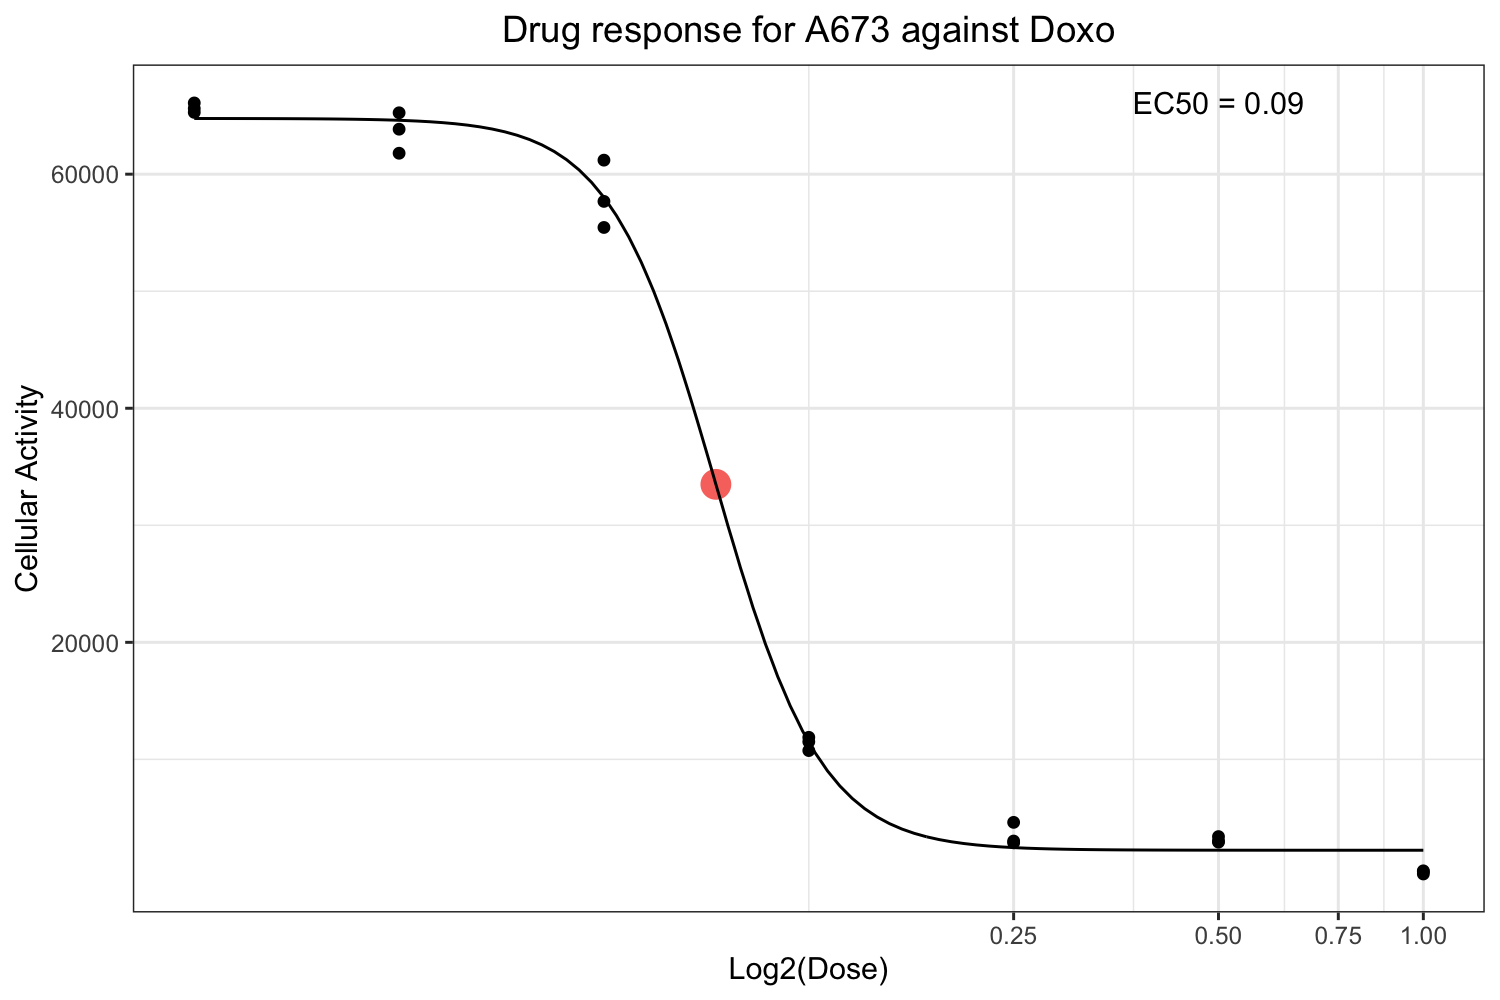 Drug response for A673 against Doxo
EC50 = 0.09
60000
40000
20000
Cellular Activity
0.25 0.50 0.75 1.00
Log2(Dose)